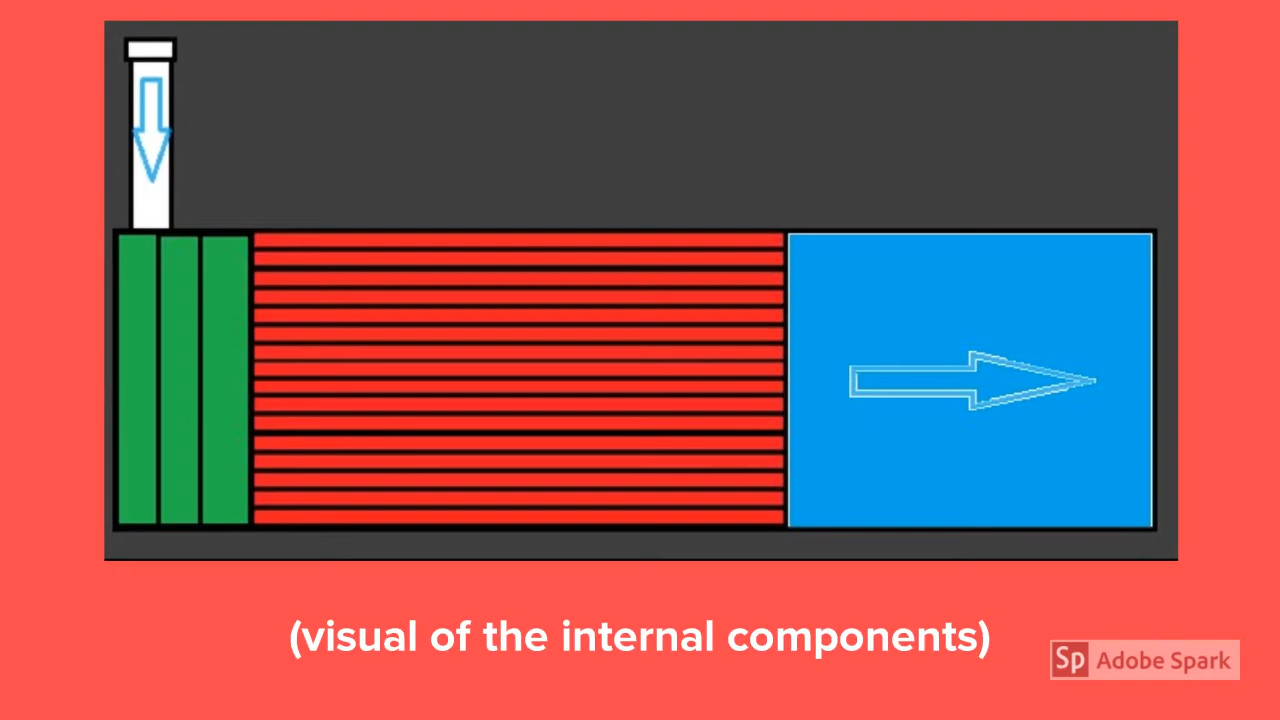 (visual of the internal components)
Sp Adobe Spark